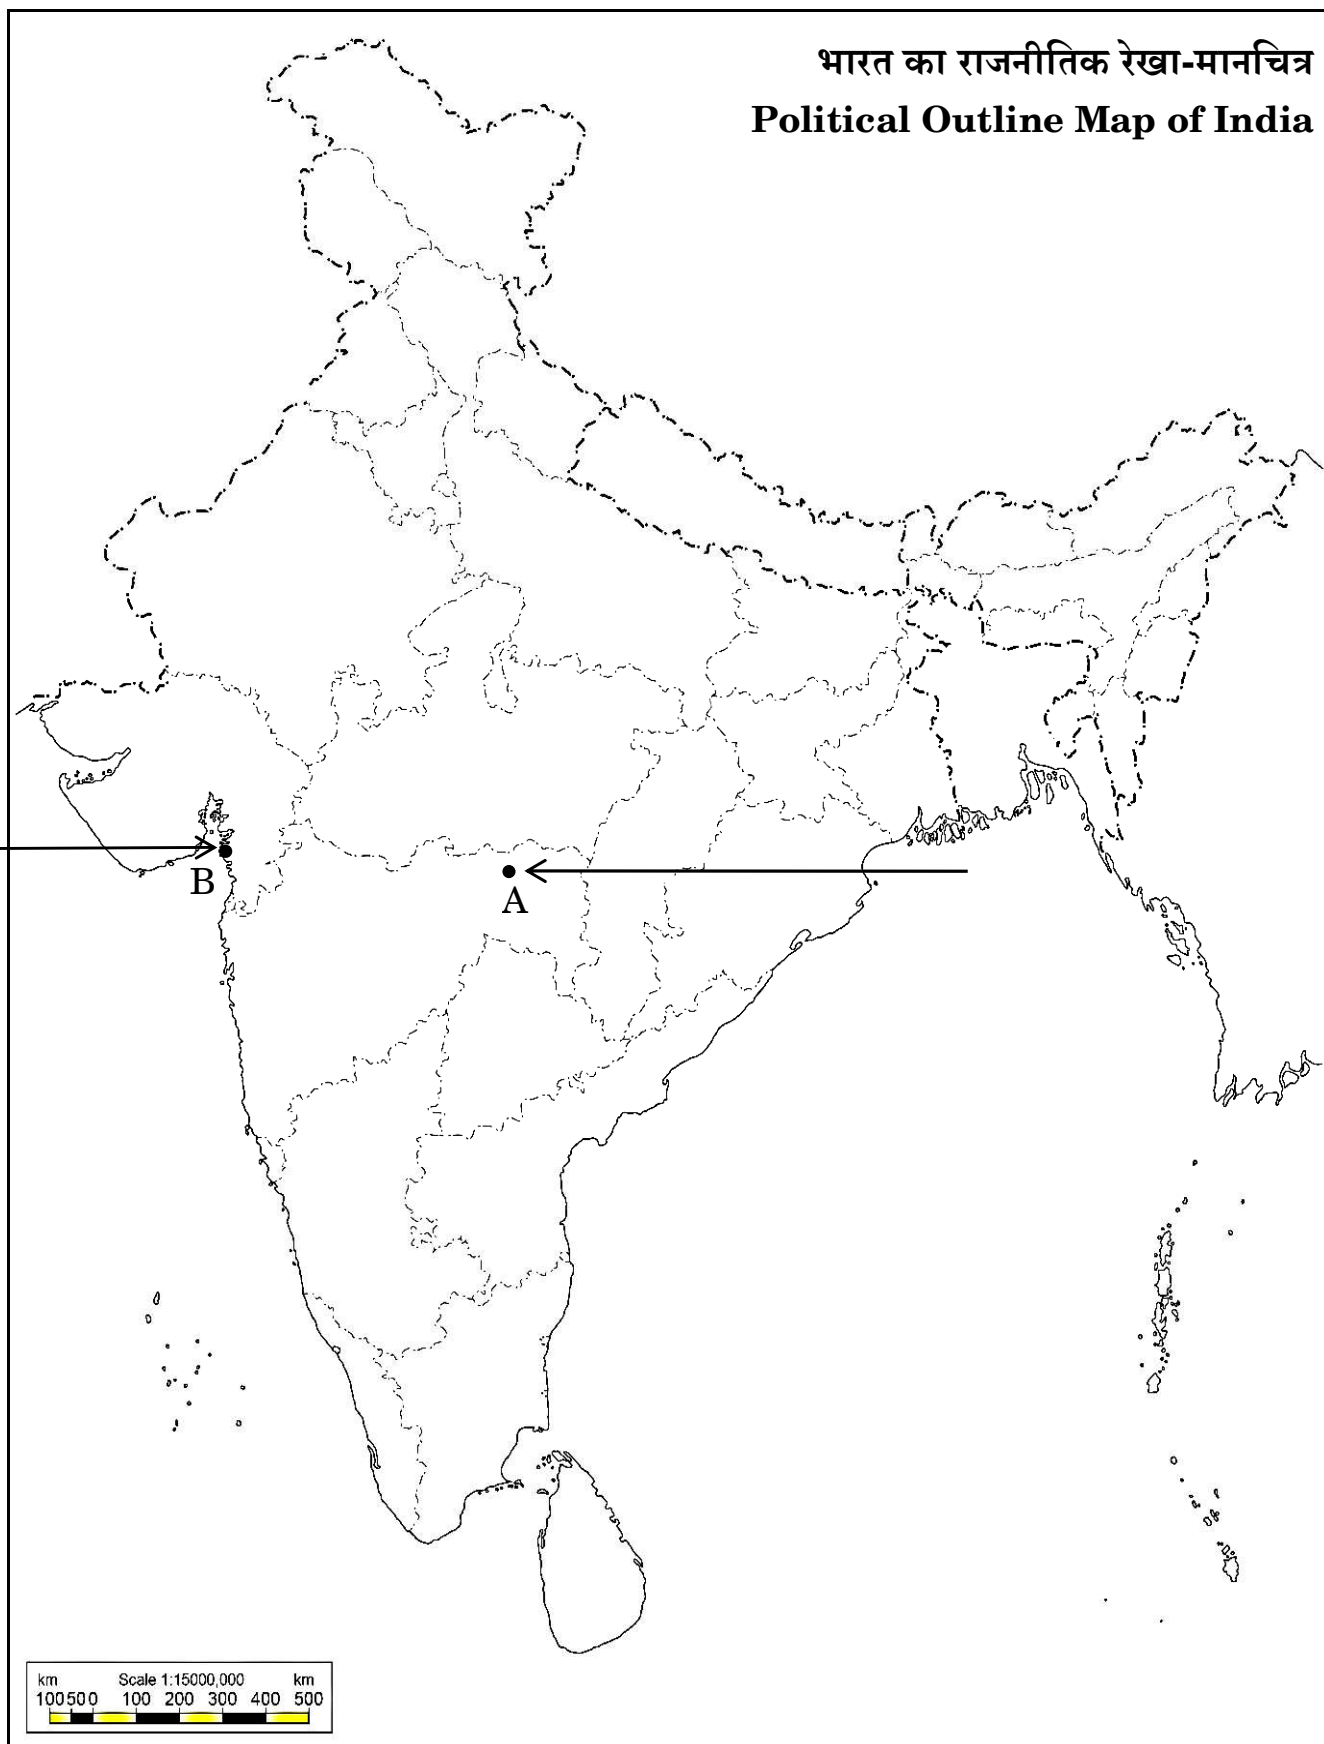 भारत का राजनीतिक रेखा-मानचित्र
Political Outline Map of India
B
A
km Scale 1:15000,000 km
100 50 0 100 200 300 400 500